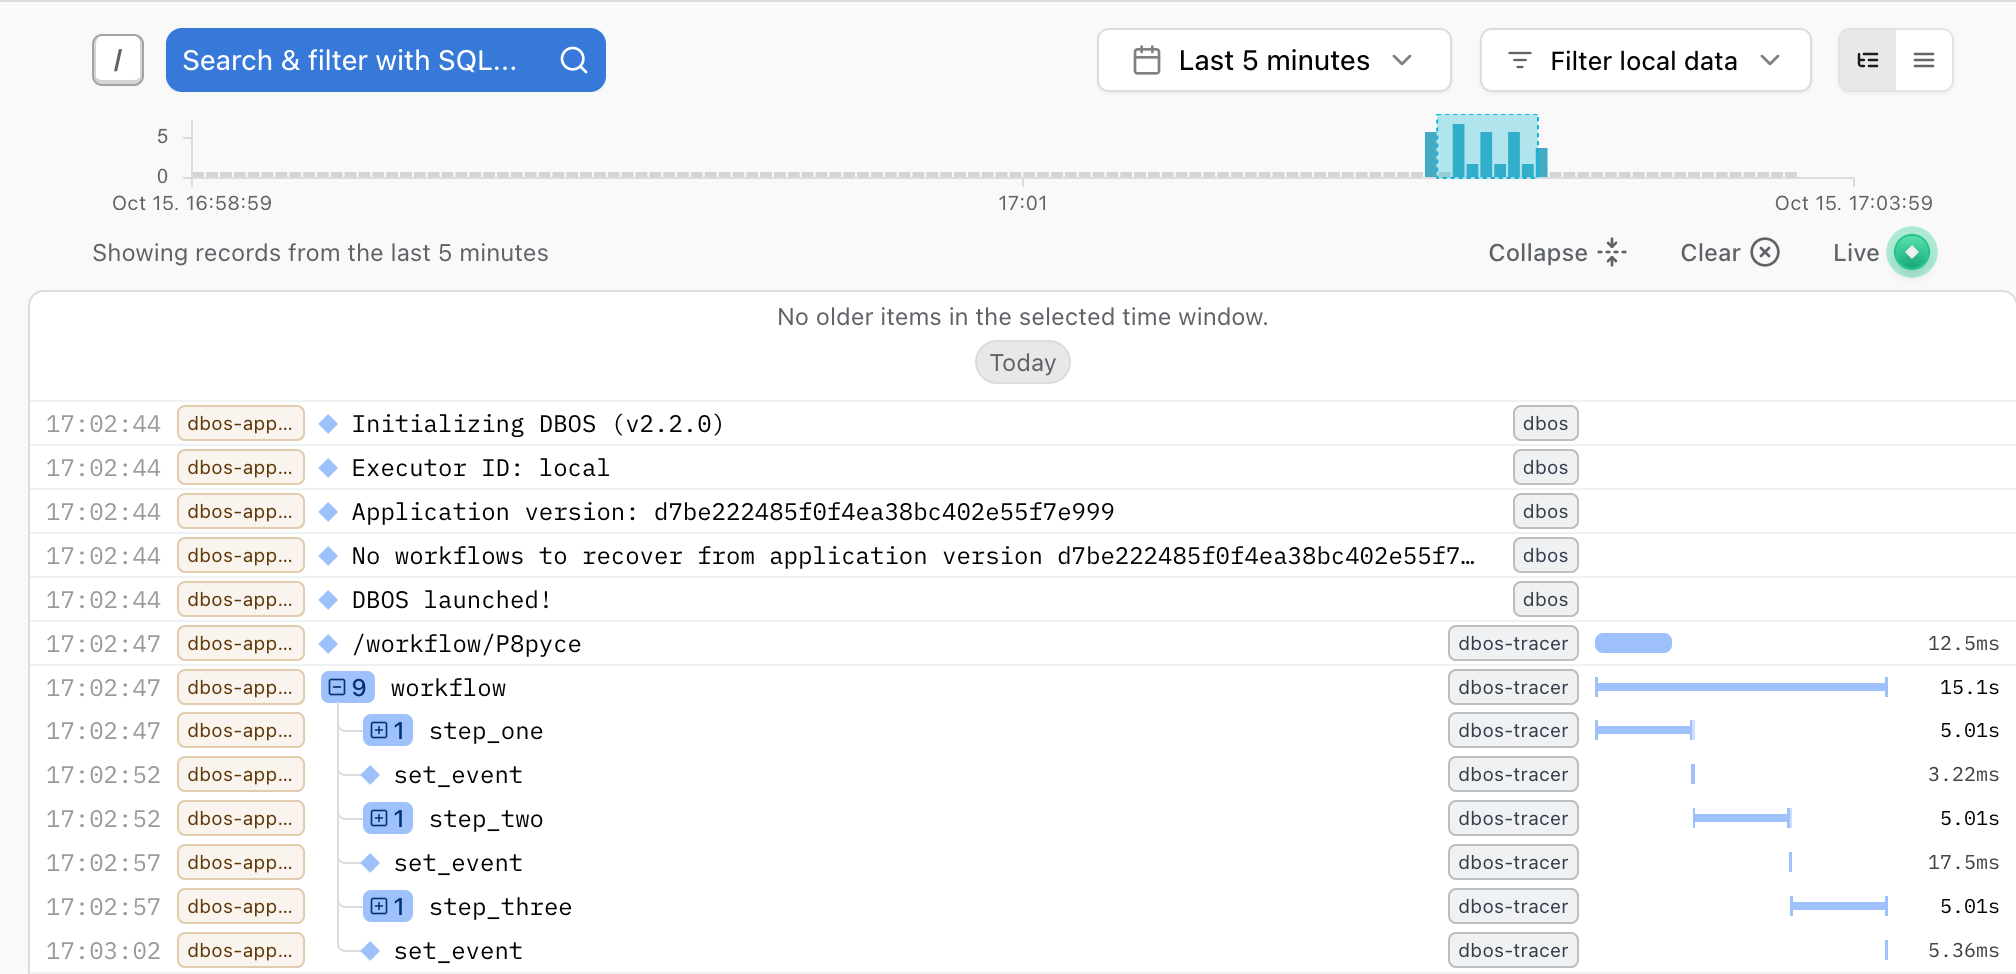 / Search & filter with SQL... Last 5 minutes Filter local data
5
0
Oct 15. 16:58:59 17:01 Oct 15. 17:03:59
Showing records from the last 5 minutes Collapse Clear Live
No older items in the selected time window.
Today
17:02:44 dbos-app... Initializing DBOS (v2.2.0) dbos
17:02:44 dbos-app... Executor ID: local dbos
17:02:44 dbos-app... Application version: d7be222485f0f4ea38bc402e55f7e999 dbos
17:02:44 dbos-app... No workflows to recover from application version d7be222485f0f4ea38bc402e55f7… dbos
17:02:44 dbos-app... DBOS launched! dbos
17:02:47 dbos-app... /workflow/P8pyce dbos-tracer 12.5ms
17:02:47 dbos-app... 9 workflow dbos-tracer 15.1s
17:02:47 dbos-app... 1 step_one dbos-tracer 5.01s
17:02:52 dbos-app... set_event dbos-tracer 3.22ms
17:02:52 dbos-app... 1 step_two dbos-tracer 5.01s
17:02:57 dbos-app... set_event dbos-tracer 17.5ms
17:02:57 dbos-app... 1 step_three dbos-tracer 5.01s
17:03:02 dbos-app... set_event dbos-tracer 5.36ms